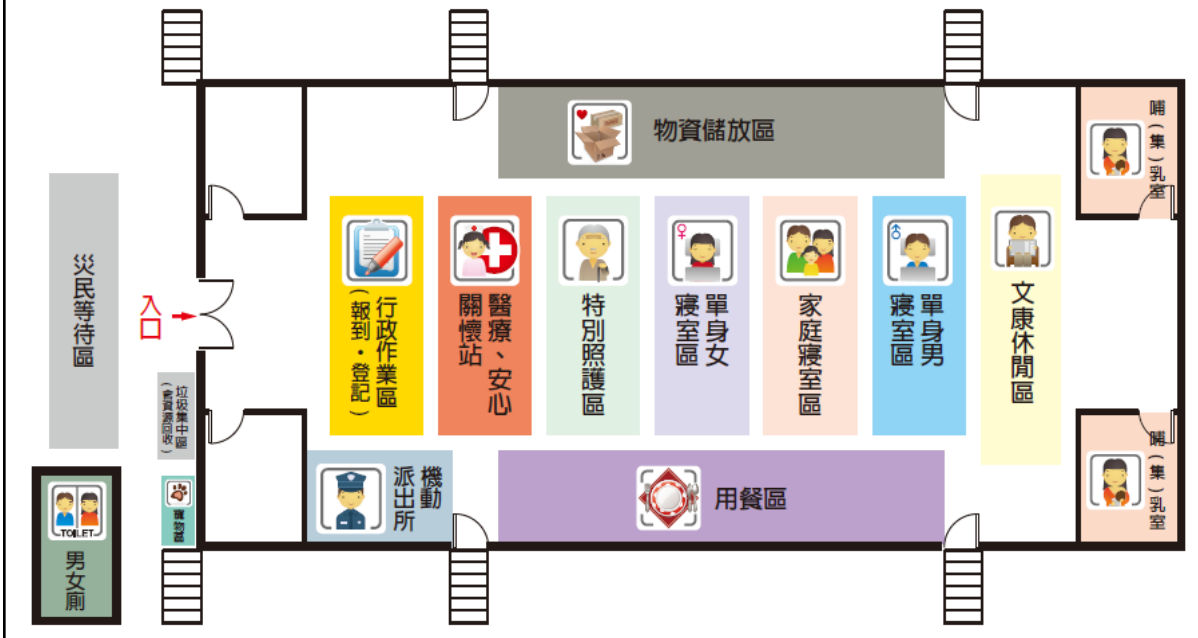 物資儲放區
哺（集）乳室
災民等待區
入口
行政作業區
（報到・登記）
醫療、安心
關懷站
特別照護區
單身女
寢室區
家庭寢室區
單身男
寢室區
文康休閒區
垃圾集中區
（會資源回收）
寵物區
TOILET
男女廁
機動
派出所
用餐區
哺（集）乳室